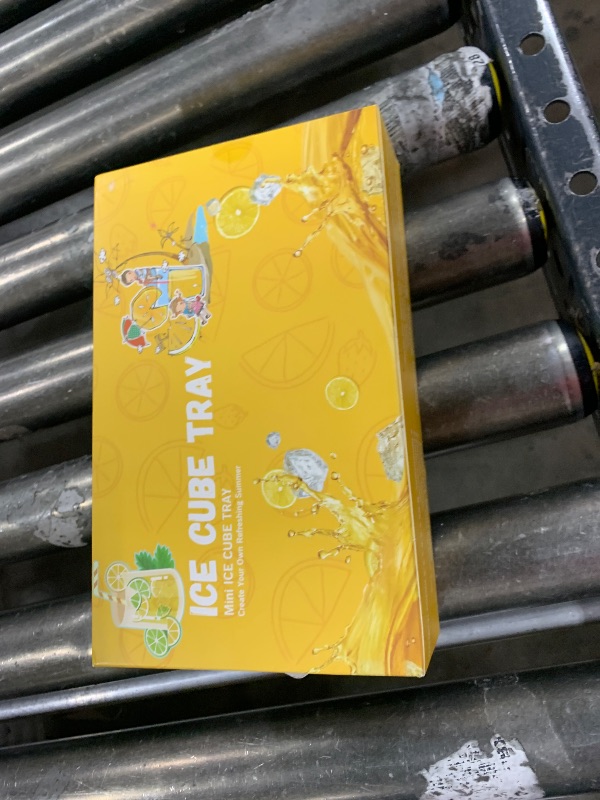 ICE CUBE TRAY
Mini ICE CUBE TRAY
Create Your Own Refreshing Summer